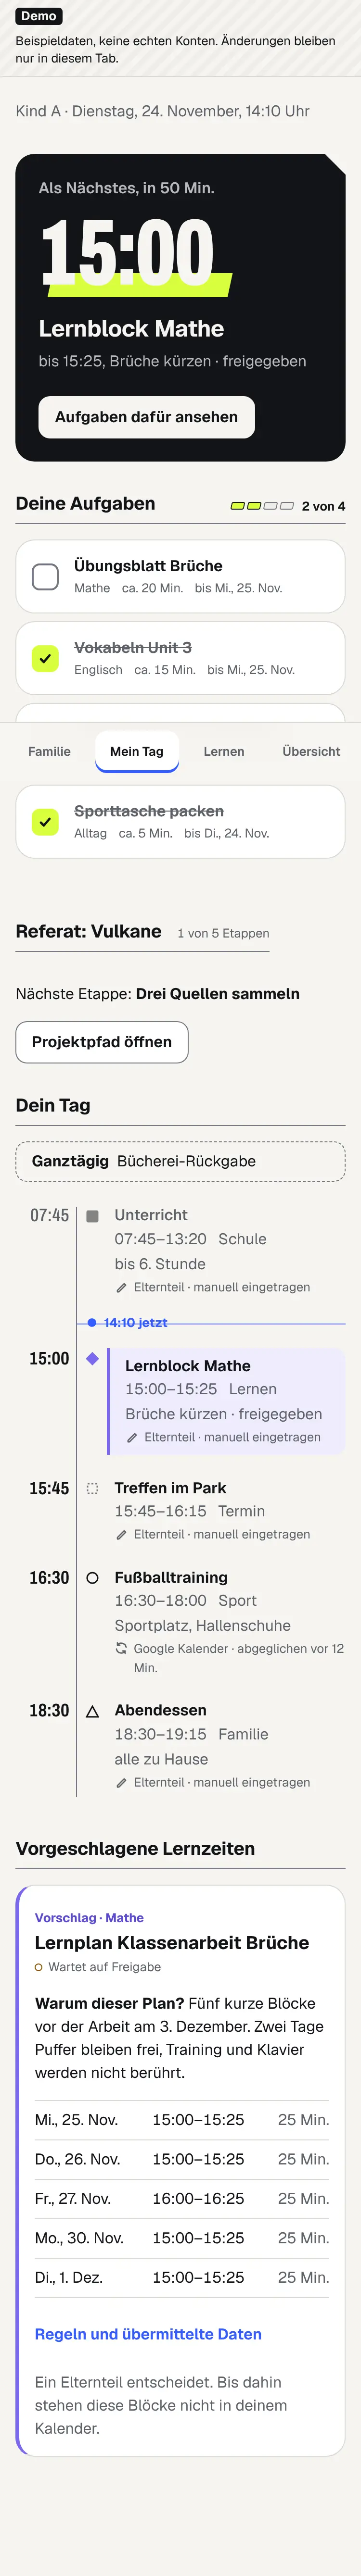 Demo
Beispieldaten, keine echten Konten. Änderungen bleiben
nur in diesem Tab.
Kind A · Dienstag, 24. November, 14:10 Uhr
Als Nächstes, in 50 Min.
15:00
Lernblock Mathe
bis 15:25, Brüche kürzen · freigegeben
Aufgaben dafür ansehen
Deine Aufgaben 2 von 4
Übungsblatt Brüche
Mathe ca. 20 Min. bis Mi., 25. Nov.
Vokabeln Unit 3
Englisch ca. 15 Min. bis Mi., 25. Nov.
Familie Mein Tag Lernen Übersicht
Sporttasche packen
Alltag ca. 5 Min. bis Di., 24. Nov.
Referat: Vulkane 1 von 5 Etappen
Nächste Etappe: Drei Quellen sammeln
Projektpfad öffnen
Dein Tag
Ganztägig Bücherei-Rückgabe
07:45 Unterricht
07:45–13:20 Schule
bis 6. Stunde
Elternteil · manuell eingetragen
14:10 jetzt
15:00 Lernblock Mathe
15:00–15:25 Lernen
Brüche kürzen · freigegeben
Elternteil · manuell eingetragen
15:45 Treffen im Park
15:45–16:15 Termin
Elternteil · manuell eingetragen
16:30 Fußballtraining
16:30–18:00 Sport
Sportplatz, Hallenschuhe
Google Kalender · abgeglichen vor 12
Min.
18:30 Abendessen
18:30–19:15 Familie
alle zu Hause
Elternteil · manuell eingetragen
Vorgeschlagene Lernzeiten
Vorschlag · Mathe
Lernplan Klassenarbeit Brüche
Wartet auf Freigabe
Warum dieser Plan? Fünf kurze Blöcke
vor der Arbeit am 3. Dezember. Zwei Tage
Puffer bleiben frei, Training und Klavier
werden nicht berührt.
Mi., 25. Nov. 15:00–15:25 25 Min.
Do., 26. Nov. 15:00–15:25 25 Min.
Fr., 27. Nov. 16:00–16:25 25 Min.
Mo., 30. Nov. 15:00–15:25 25 Min.
Di., 1. Dez. 15:00–15:25 25 Min.
Regeln und übermittelte Daten
Ein Elternteil entscheidet. Bis dahin
stehen diese Blöcke nicht in deinem
Kalender.